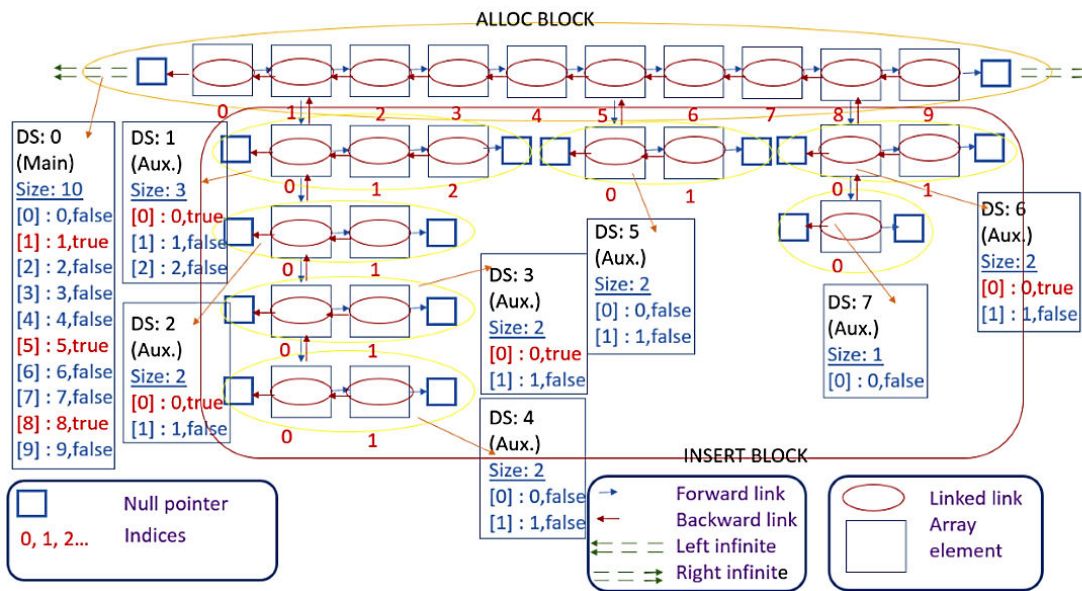 ALLOC BLOCK
0 1 2 3 4 5 6 7 8 9
DS: 0
(Main)
Size: 10
[0] : 0,false
[1] : 1,true
[2] : 2,false
[3] : 3,false
[4] : 4,false
[5] : 5,true
[6] : 6,false
[7] : 7,false
[8] : 8,true
[9] : 9,false
DS: 1
(Aux.)
Size: 3
[0] : 0,true
[1] : 1,false
[2] : 2,false
0 1 2
0 1
0 1
0
0 1
0 1
0 1
DS: 2
(Aux.)
Size: 2
[0] : 0,true
[1] : 1,false
DS: 3
(Aux.)
Size: 2
[0] : 0,true
[1] : 1,false
DS: 4
(Aux.)
Size: 2
[0] : 0,false
[1] : 1,false
DS: 5
(Aux.)
Size: 2
[0] : 0,false
[1] : 1,false
DS: 7
(Aux.)
Size: 1
[0] : 0,false
DS: 6
(Aux.)
Size: 2
[0] : 0,true
[1] : 1,false
INSERT BLOCK
Null pointer
0, 1, 2... Indices
Forward link
Backward link
Left infinite
Right infinite
Linked link
Array
element